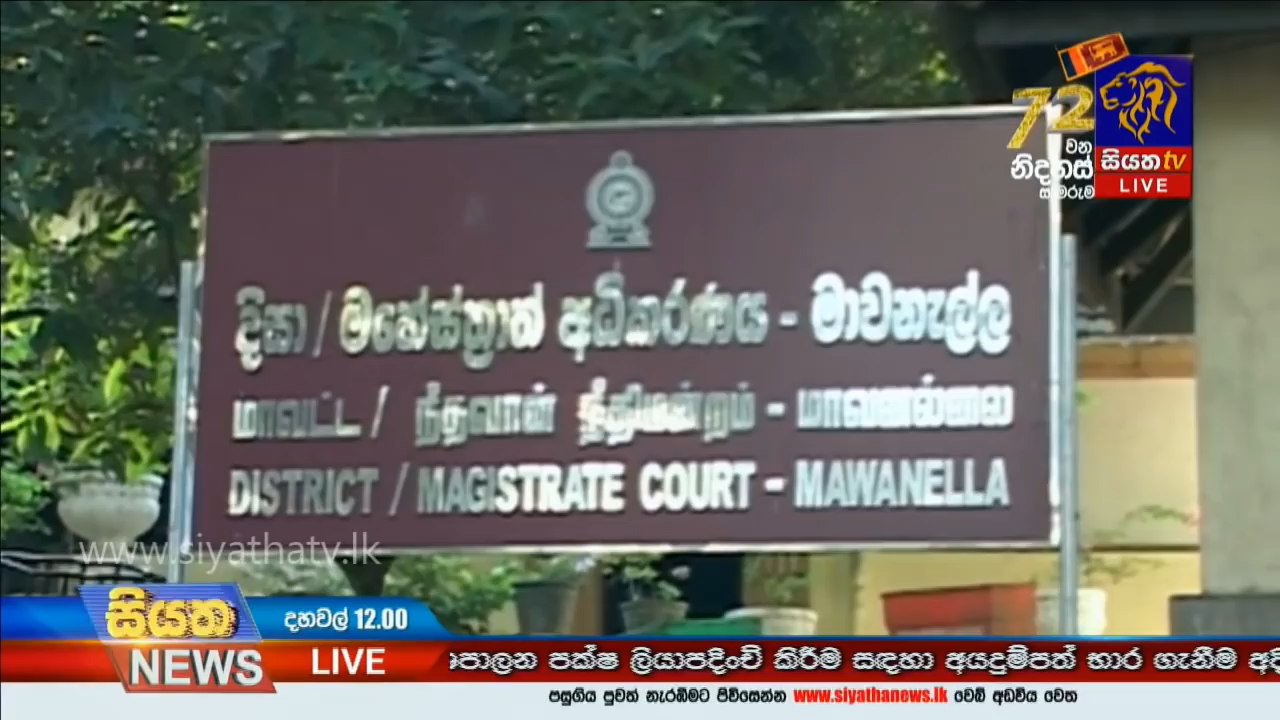 72
වන
නිදහස්
සැමරුම
සියත tv
LIVE
දිසා / මහේස්ත්‍රාත් අධිකරණය - මාවනැල්ල
மாவட்ட / நீதவான் நீதிமன்றம் - மாவனல்லை
DISTRICT / MAGISTRATE COURT - MAWANELLA
www.siyathatv.lk
සියත
දහවල් 12.00
NEWS
LIVE
පක්ෂ ලියාපදිංචි කිරීම සඳහා අයදුම්පත් භාර ගැනීම
පසුගිය පුවත් නැරඹීමට පිවිසෙන්න www.siyathanews.lk වෙබ් අඩවිය වෙත